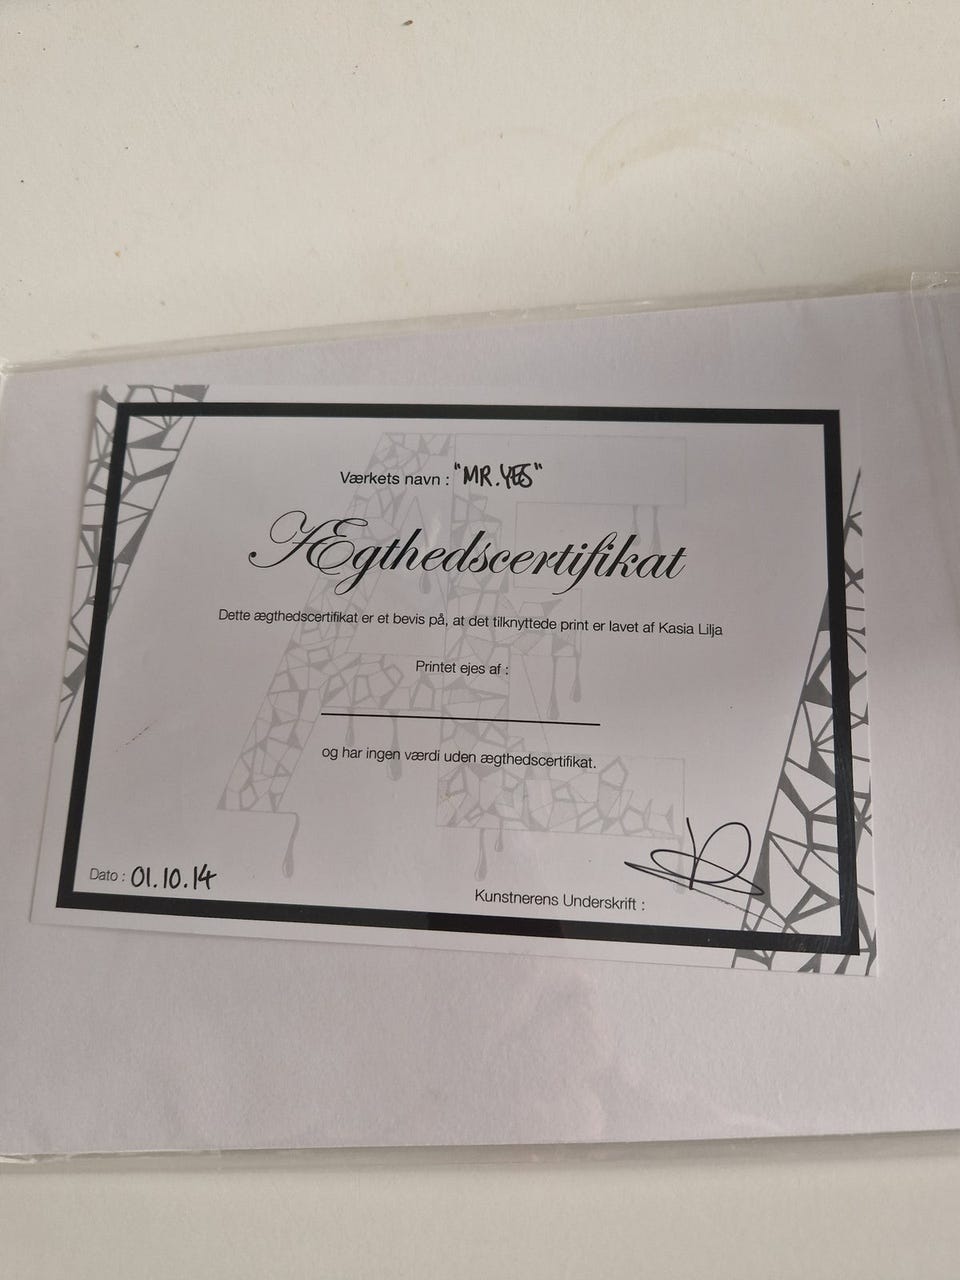 Værkets navn : "MR. YES"
Ægthedscertifikat
Dette ægthedscertifikat er et bevis på, at det tilknyttede print er lavet af Kasia Lilja
Printet ejes af :
og har ingen værdi uden ægthedscertifikat.
Dato : 01.10.14
Kunstnerens Underskrift :